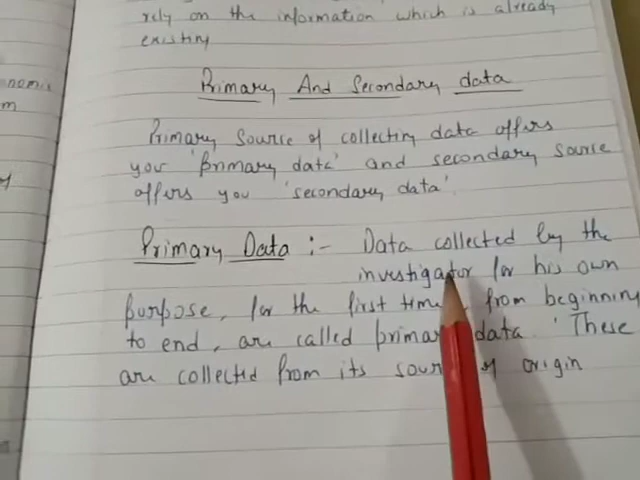 rely on the information which is already
existing
Primary And Secondary data
Primary Source of collecting data offers
you 'primary data' and secondary source
offers you 'secondary data'
Primary Data :- Data collected by the
investigator for his own
purpose, for the first time from beginning
to end, are called primary data. These
are collected from its of origin